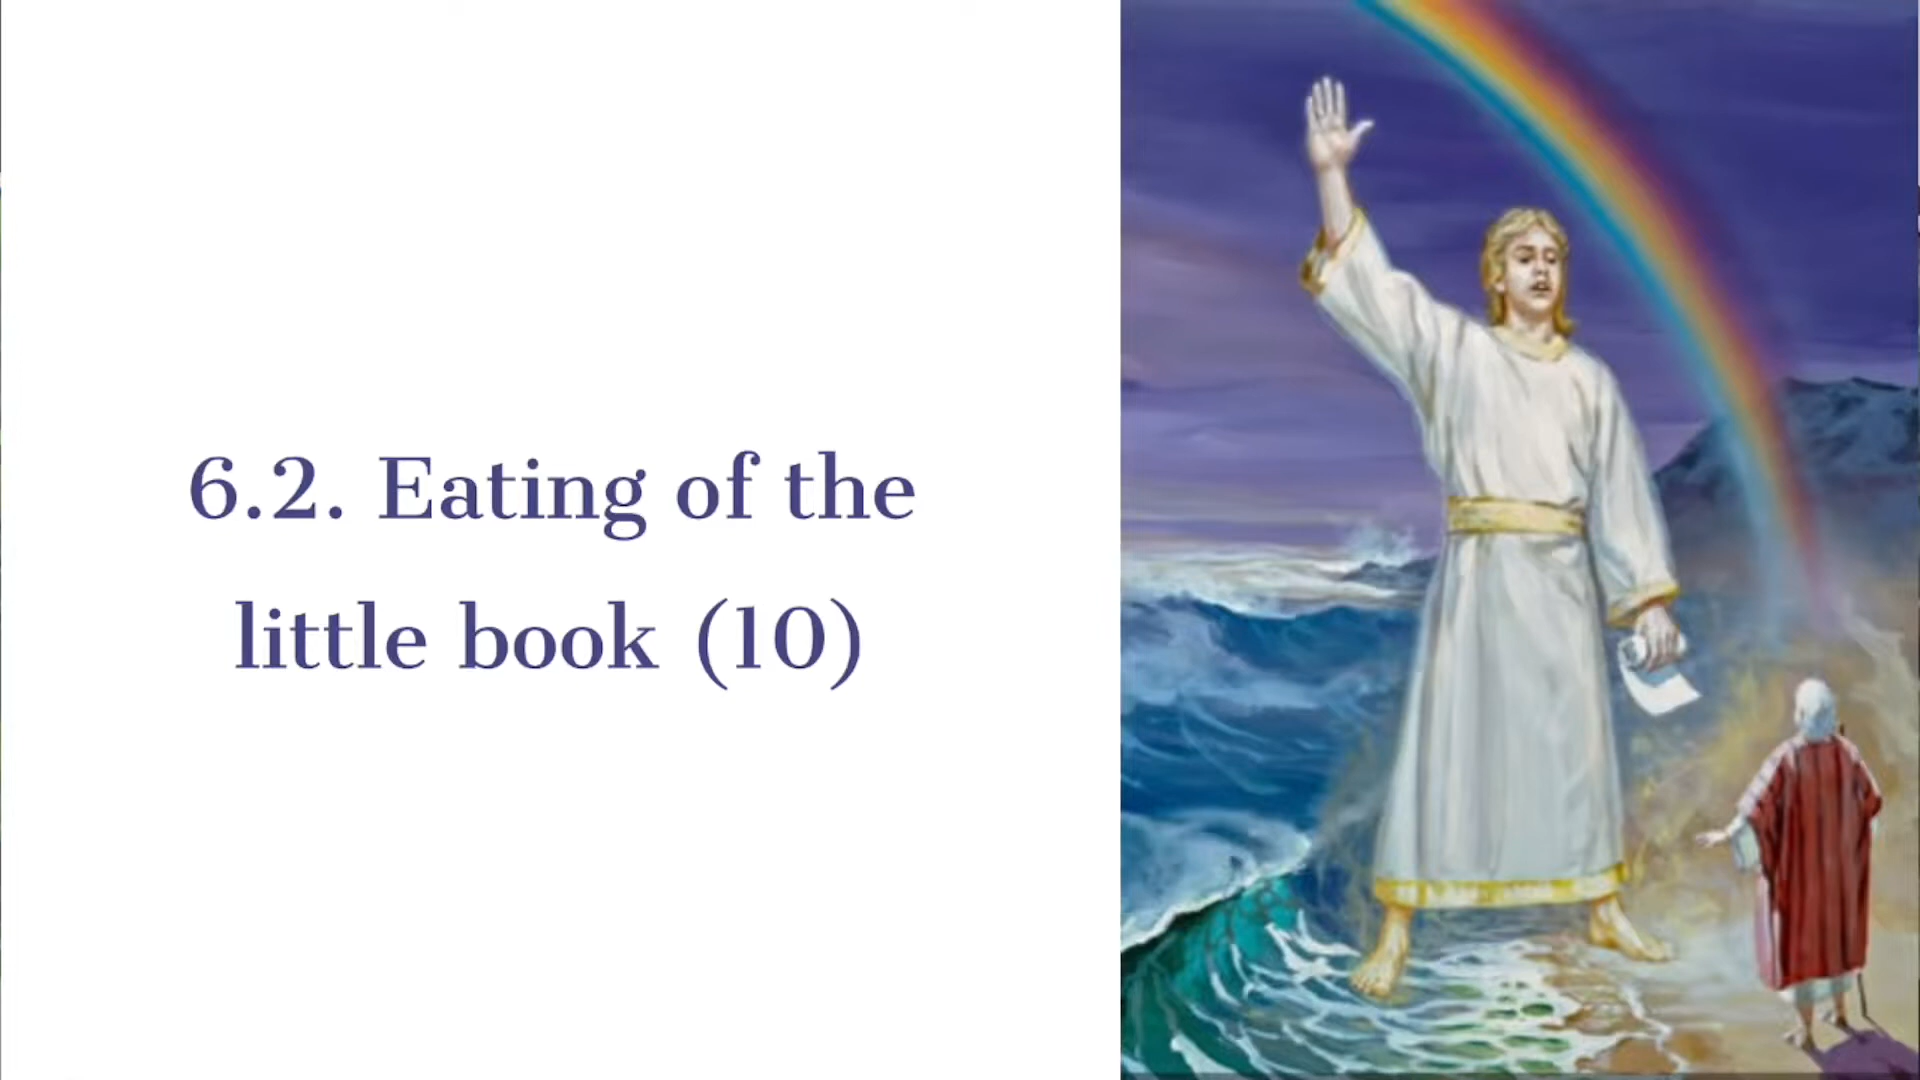 6.2. Eating of the
little book (10)